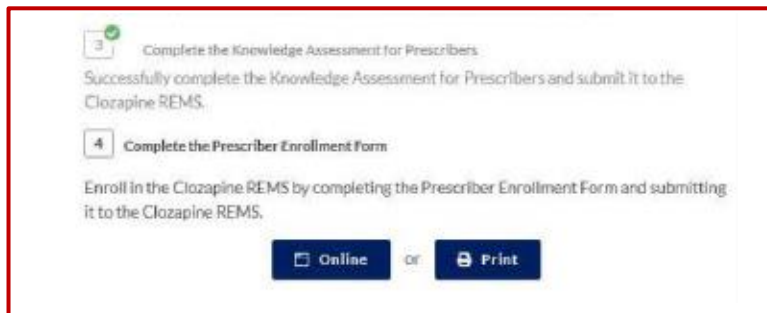 3 Complete the Knowledge Assessment for Prescribers
Successfully complete the Knowledge Assessment for Prescribers and submit it to the
Clozapine REMS.
4 Complete the Prescriber Enrollment Form
Enroll in the Clozapine REMS by completing the Prescriber Enrollment Form and submitting
it to the Clozapine REMS.
Online or Print